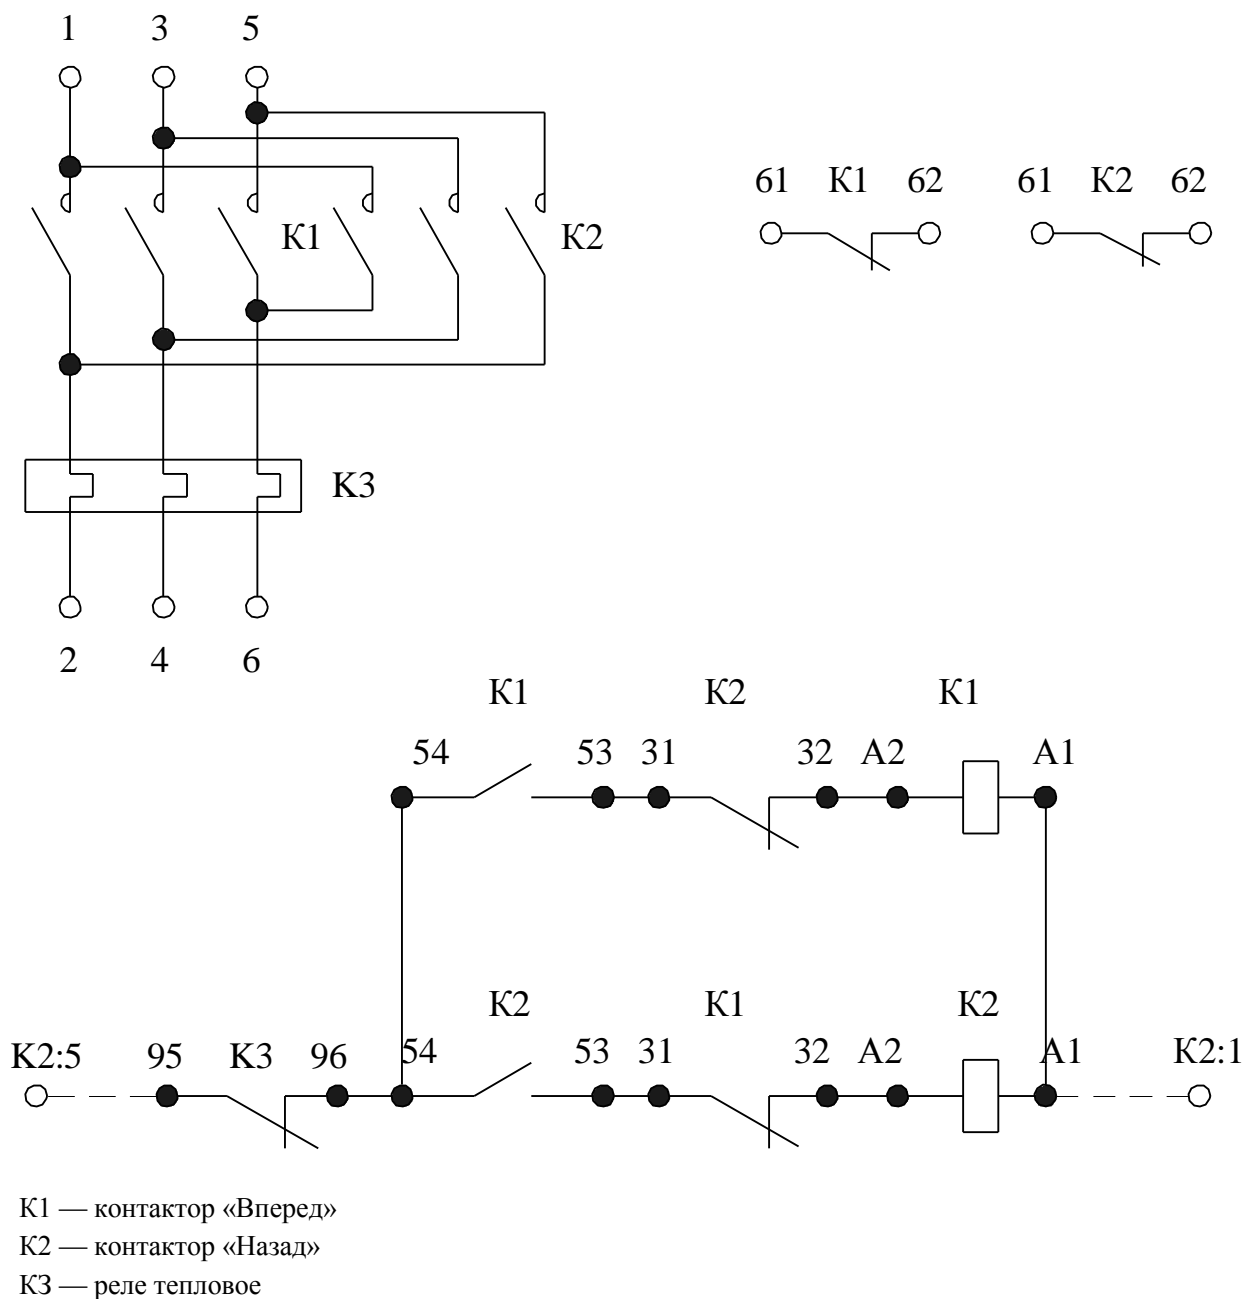 1 3 5
61 К1 62 61 К2 62
К1 К2
К3
2 4 6
К1 К2 К1
54 53 31 32 А2 А1
К2 К1 К2
К2:5 95 К3 96 54 53 31 32 А2 А1 К2:1
К1 — контактор «Вперед»
К2 — контактор «Назад»
К3 — реле тепловое